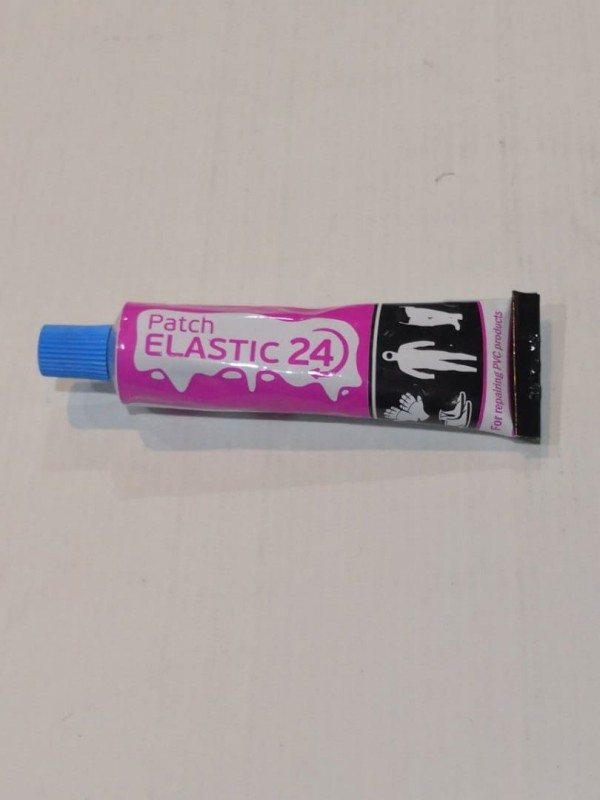 Patch
ELASTIC 24
For repairing PVC products